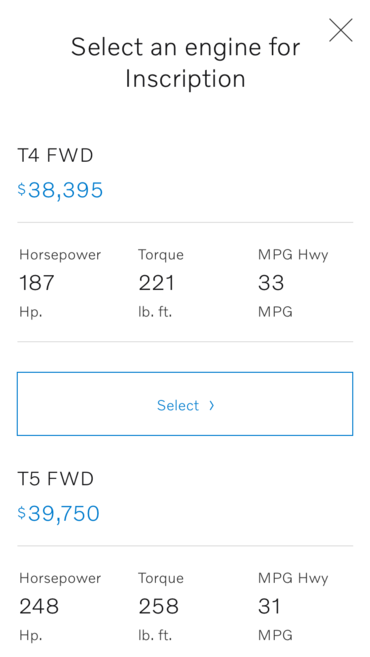 Select an engine for
Inscription
T4 FWD
$38,395
Horsepower Torque MPG Hwy
187 221 33
Hp. lb. ft. MPG
Select ›
T5 FWD
$39,750
Horsepower Torque MPG Hwy
248 258 31
Hp. lb. ft. MPG